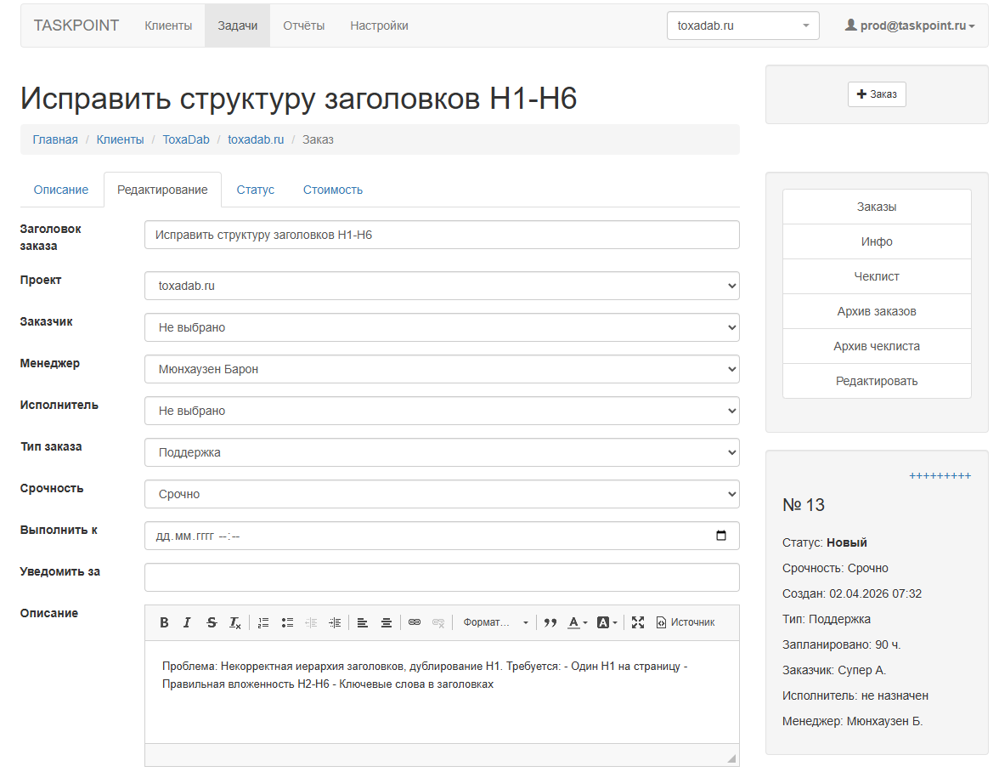 TASKPOINT Клиенты Задачи Отчёты Настройки toxadab.ru prod@taskpoint.ru
Исправить структуру заголовков H1-H6
Главная / Клиенты / ToxaDab / toxadab.ru / Заказ
Описание Редактирование Статус Стоимость
Заголовок заказа
Исправить структуру заголовков H1-H6
Проект
toxadab.ru
Заказчик
Не выбрано
Менеджер
Мюнхаузен Барон
Исполнитель
Не выбрано
Тип заказа
Поддержка
Срочность
Срочно
Выполнить к
дд.мм.гггг --:--
Уведомить за
Описание
B I S Tx Формат... A A Источник
Проблема: Некорректная иерархия заголовков, дублирование H1. Требуется: - Один H1 на страницу -
Правильная вложенность H2-H6 - Ключевые слова в заголовках
+ Заказ
Заказы
Инфо
Чеклист
Архив заказов
Архив чеклиста
Редактировать
+++++++++
№ 13
Статус: Новый
Срочность: Срочно
Создан: 02.04.2026 07:32
Тип: Поддержка
Запланировано: 90 ч.
Заказчик: Супер А.
Исполнитель: не назначен
Менеджер: Мюнхаузен Б.